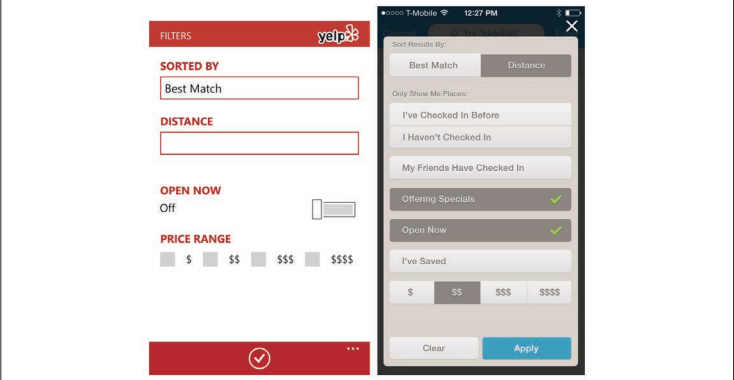 FILTERS
yelp
SORTED BY
Best Match
DISTANCE
OPEN NOW
Off
PRICE RANGE
$ $$ $$$ $$$$
...
T-Mobile 12:27 PM
Cancel
Sort Results By:
Best Match Distance
Only Show Me Places:
I've Checked In Before
I Haven't Checked In
My Friends Have Checked In
Offering Specials
Open Now
I've Saved
$ $$ $$$ $$$$
Clear Apply